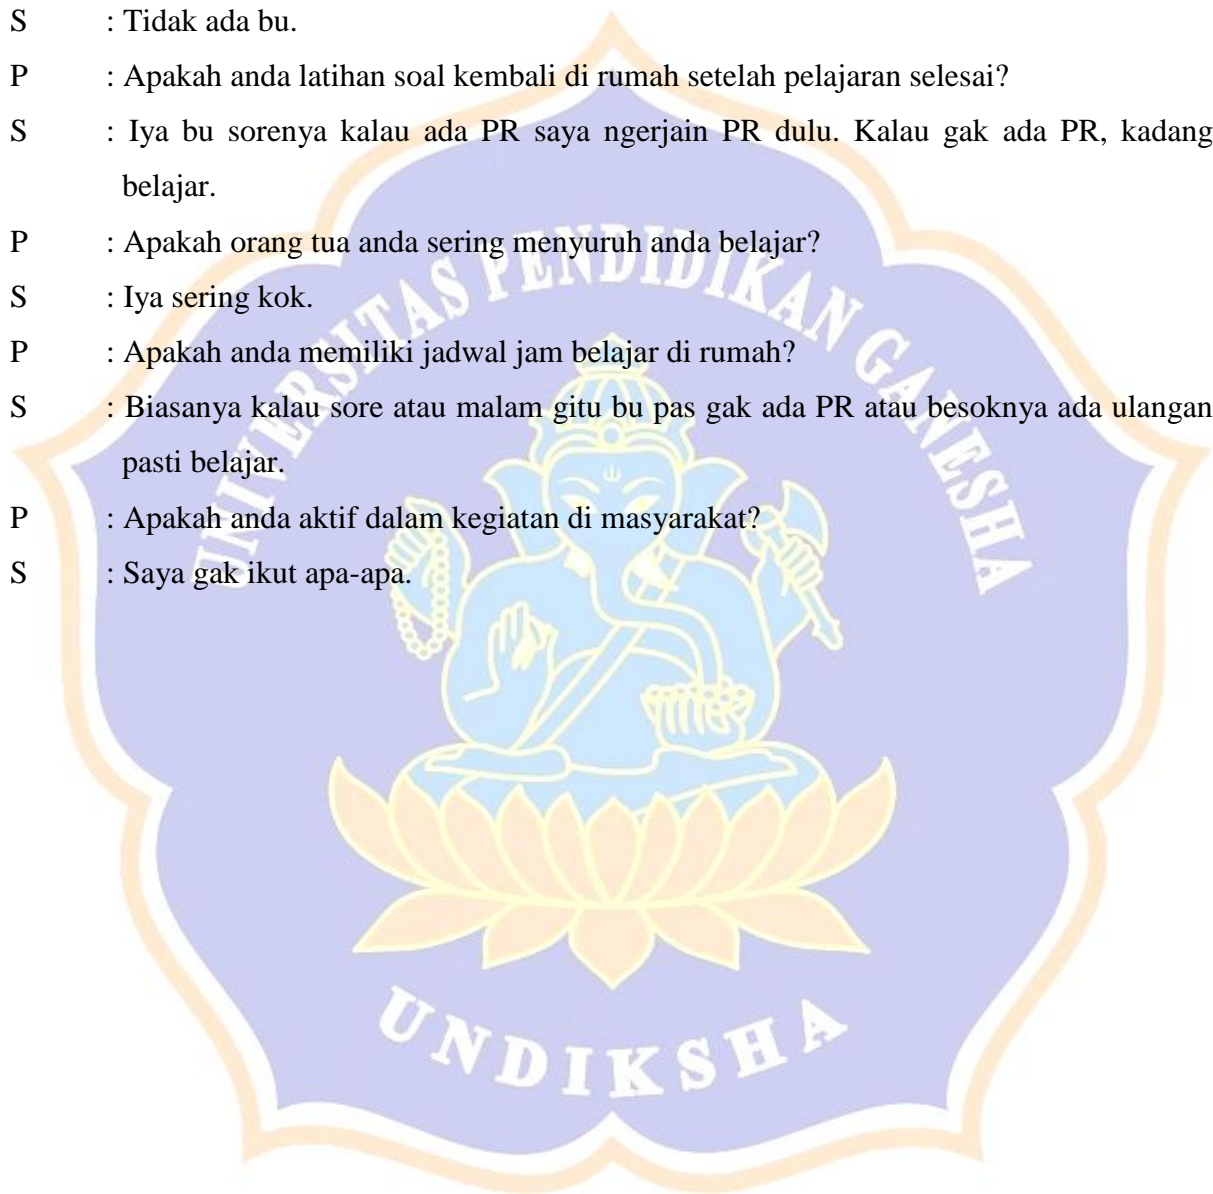 S : Tidak ada bu.
P : Apakah anda latihan soal kembali di rumah setelah pelajaran selesai?
S : Iya bu sorenya kalau ada PR saya ngerjain PR dulu. Kalau gak ada PR, kadang
belajar.
P : Apakah orang tua anda sering menyuruh anda belajar?
S : Iya sering kok.
P : Apakah anda memiliki jadwal jam belajar di rumah?
S : Biasanya kalau sore atau malam gitu bu pas gak ada PR atau besoknya ada ulangan
pasti belajar.
P : Apakah anda aktif dalam kegiatan di masyarakat?
S : Saya gak ikut apa-apa.
UNIVERSITAS PENDIDIKAN GANESHA
UNDIKSHA